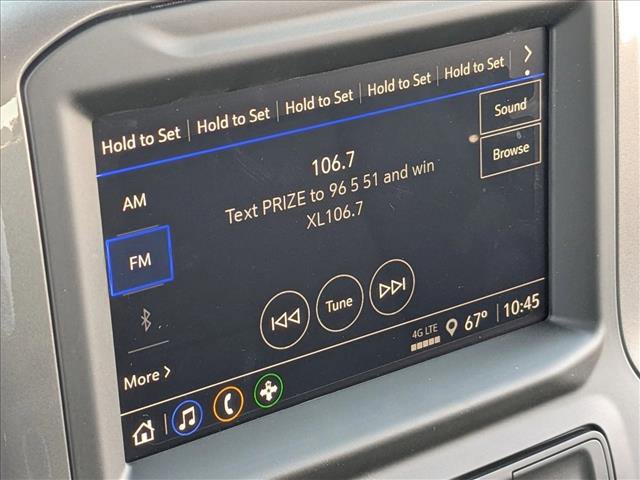 Hold to Set Hold to Set Hold to Set Hold to Set Hold to Set
Sound
106.7
Browse
AM
Text PRIZE to 96 5 51 and win
XL106.7
FM
Tune
More
4G LTE 67° 10:45